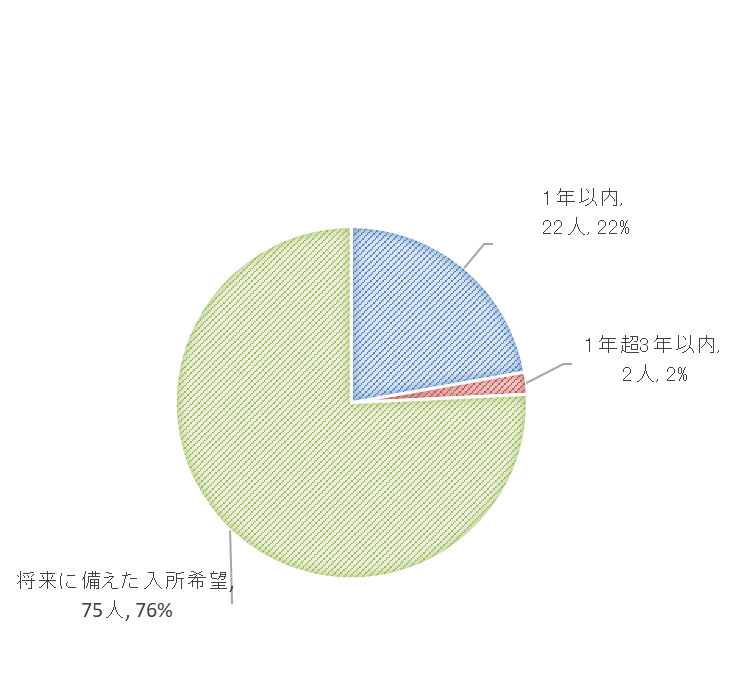 1年以内,
22人, 22%
1年超3年以内,
2人, 2%
将来に備えた入所希望,
75人, 76%